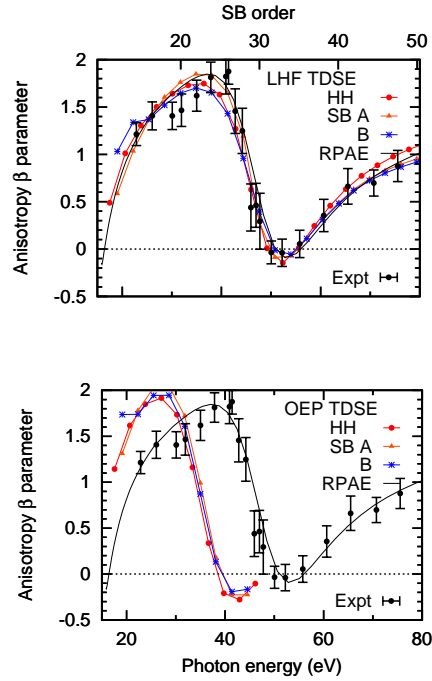 SB order
20 30 40 50
2
1.5
1
0.5
0
-0.5
Anisotropy β parameter
LHF TDSE
HH
SB A
B
RPAE
Expt
2
1.5
1
0.5
0
-0.5
Anisotropy β parameter
OEP TDSE
HH
SB A
B
RPAE
Expt
20 40 60 80
Photon energy (eV)